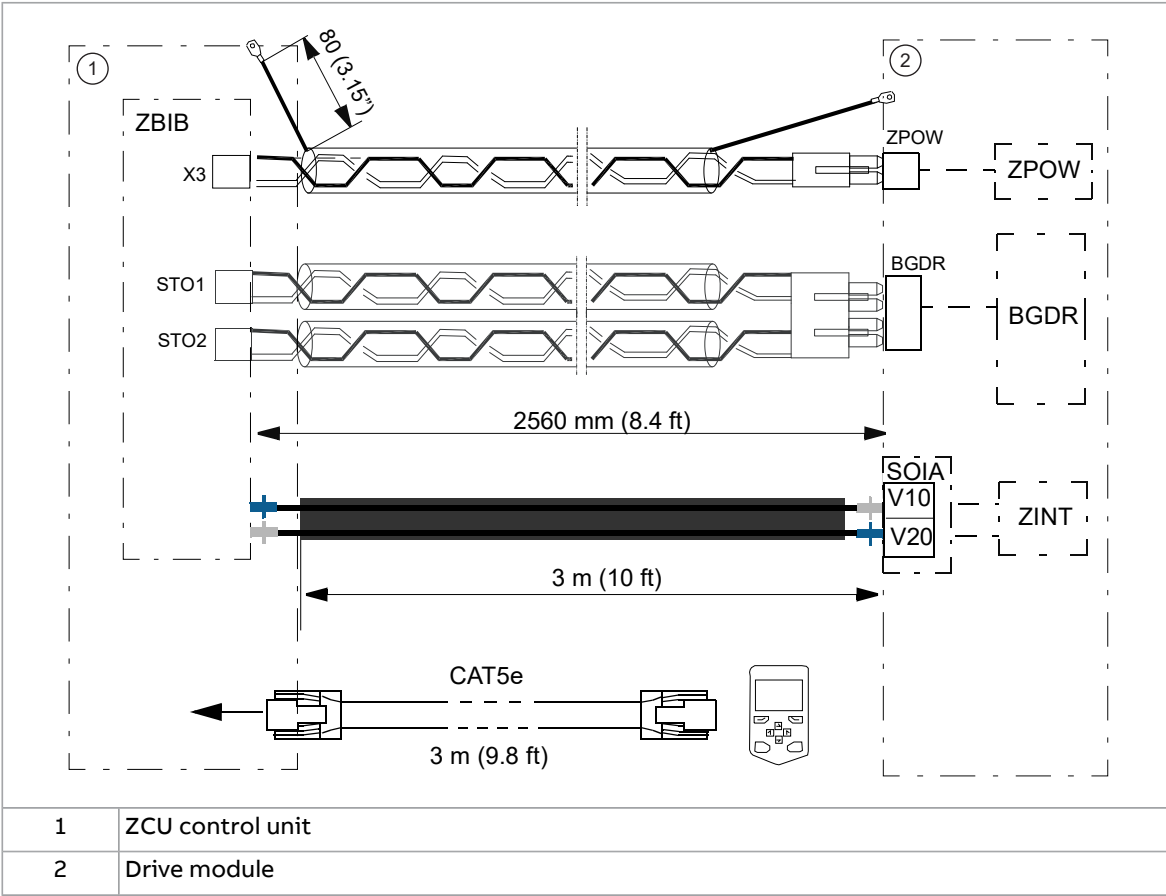 1
2
80 (3.15")
ZBIB
ZPOW
X3
ZPOW
BGDR
STO1
BGDR
STO2
2560 mm (8.4 ft)
SOIA
V10
ZINT
V20
3 m (10 ft)
CAT5e
3 m (9.8 ft)
1 ZCU control unit
2 Drive module